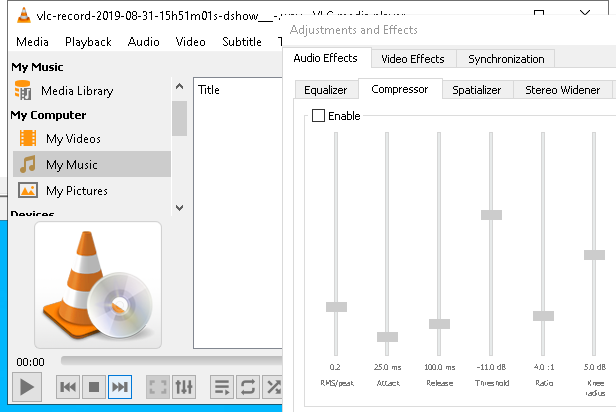 vlc-record-2019-08-31-15h51m01s-dshow___-.wav - VLC media player
Media Playback Audio Video Subtitle T
My Music
Media Library
My Computer
My Videos
My Music
My Pictures
Devices
Title
00:00
Adjustments and Effects
Audio Effects Video Effects Synchronization
Equalizer Compressor Spatializer Stereo Widener
Enable
0.2 25.0 ms 100.0 ms -11.0 dB 4.0 :1 5.0 dB
RMS/peak Attack Release Threshold Ratio Knee
radius